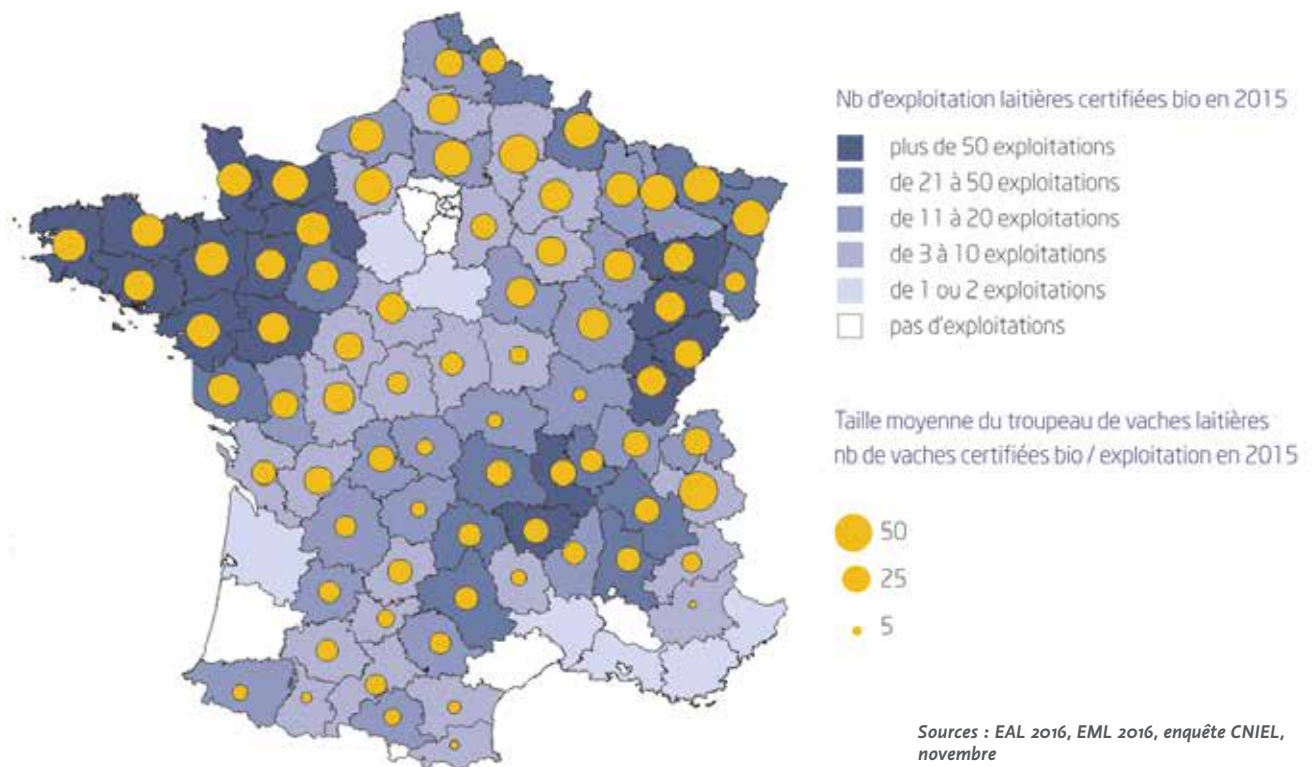 Nb d'exploitation laitières certifiées bio en 2015
plus de 50 exploitations
de 21 à 50 exploitations
de 11 à 20 exploitations
de 3 à 10 exploitations
de 1 ou 2 exploitations
pas d'exploitations
Taille moyenne du troupeau de vaches laitières
nb de vaches certifiées bio / exploitation en 2015
50
25
5
Sources : EAL 2016, EML 2016, enquête CNIEL,
novembre